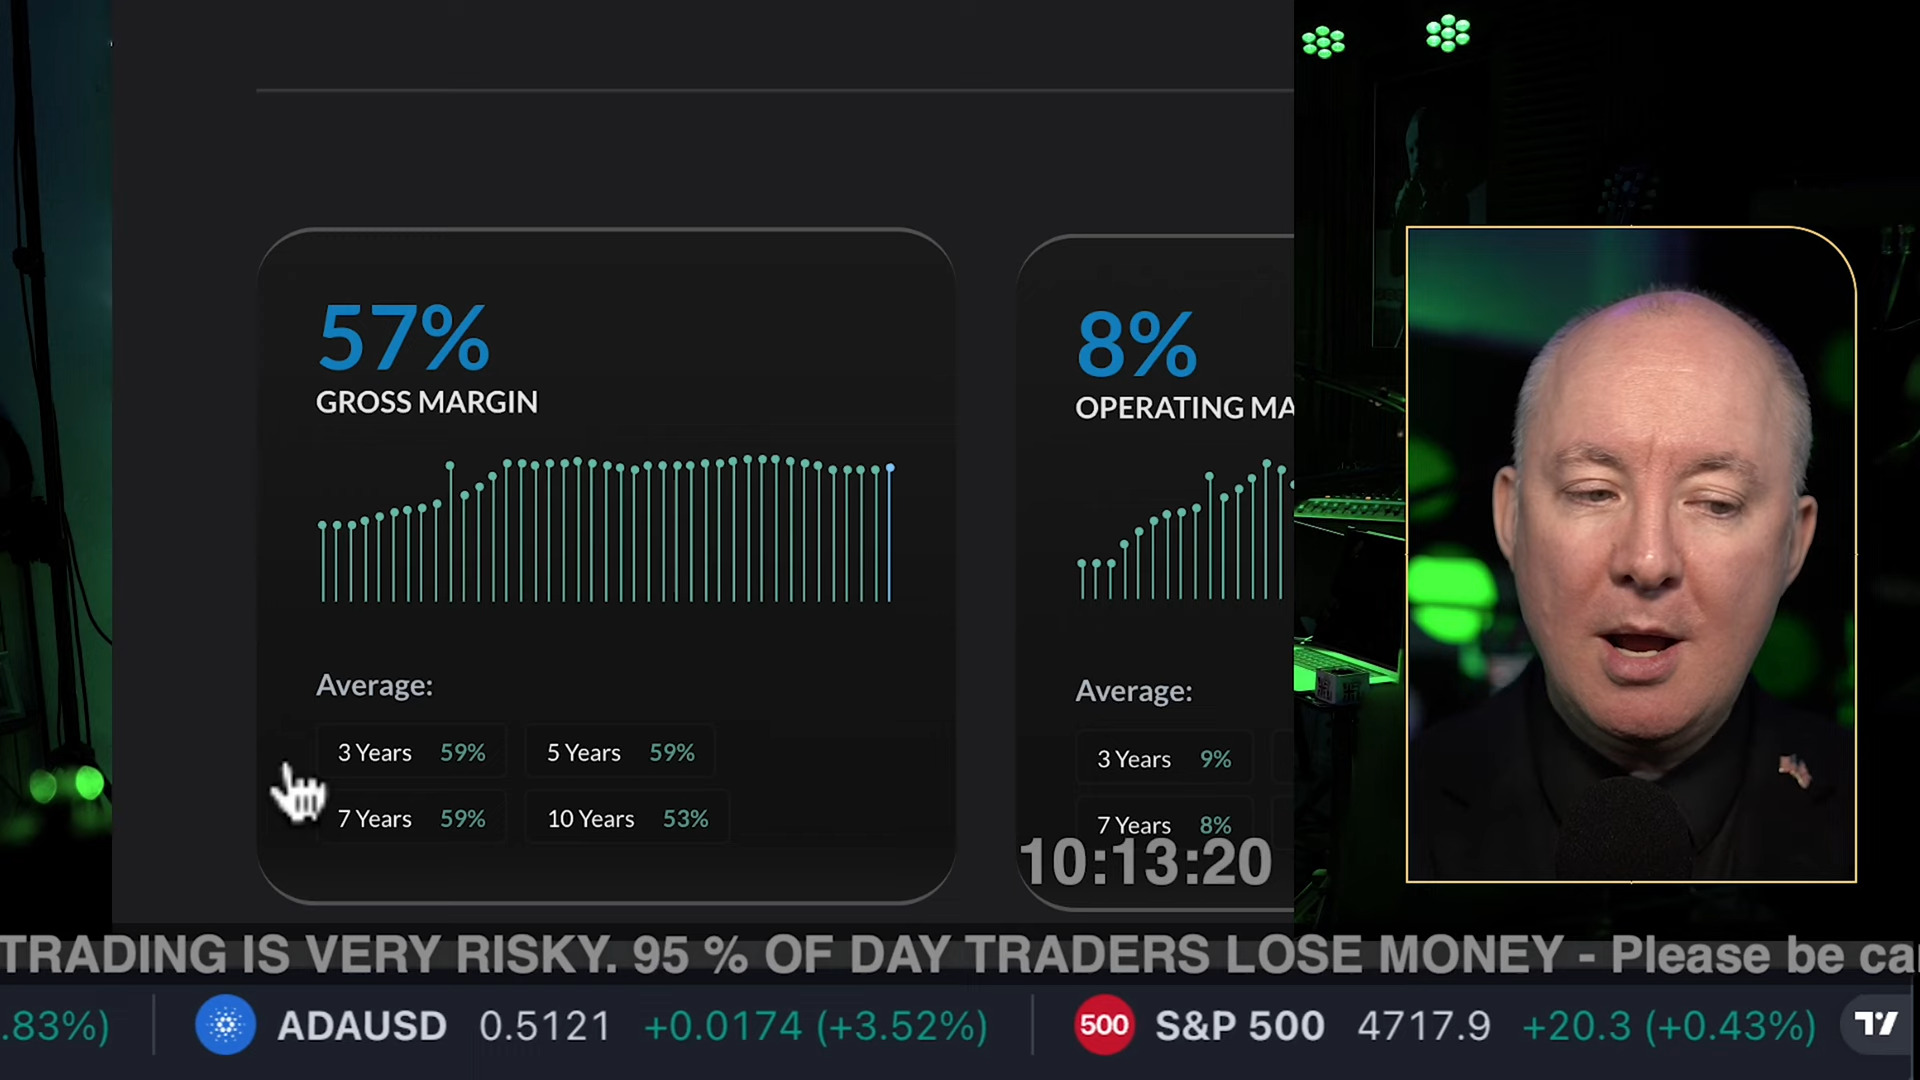 57%
GROSS MARGIN
Average:
3 Years 59%
5 Years 59%
7 Years 59%
10 Years 53%
8%
OPERATING MA
Average:
3 Years 9%
7 Years 8%
10:13:20
TRADING IS VERY RISKY. 95 % OF DAY TRADERS LOSE MONEY - Please be ca
.83%)
ADAUSD 0.5121 +0.0174 (+3.52%)
500 S&P 500 4717.9 +20.3 (+0.43%)